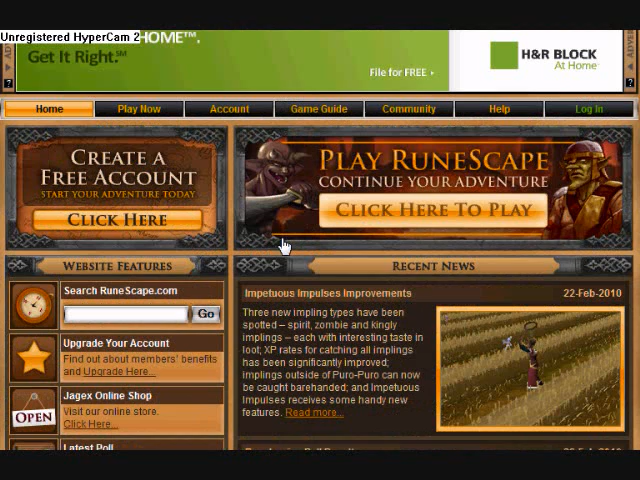 Unregistered HyperCam 2
HOME™.
Get It Right.℠
File for FREE
H&R BLOCK
At Home
Home
Play Now
Account
Game Guide
Community
Help
Log In
CREATE A
FREE ACCOUNT
START YOUR ADVENTURE TODAY
CLICK HERE
PLAY RUNESCAPE
CONTINUE YOUR ADVENTURE
CLICK HERE TO PLAY
WEBSITE FEATURES
Search RuneScape.com
Go
Upgrade Your Account
Find out about members' benefits
and Upgrade Here...
OPEN
Jagex Online Shop
Visit our online store.
Click Here...
Latest Poll
RECENT NEWS
Impetuous Impulses Improvements
22-Feb-2010
Three new impling types have been
spotted – spirit, zombie and kingly
implings – each with interesting taste in
loot; XP rates for catching all implings
has been significantly improved;
implings outside of Puro-Puro can now
be caught barehanded; and Impetuous
Impulses receives some handy new
features. Read more...